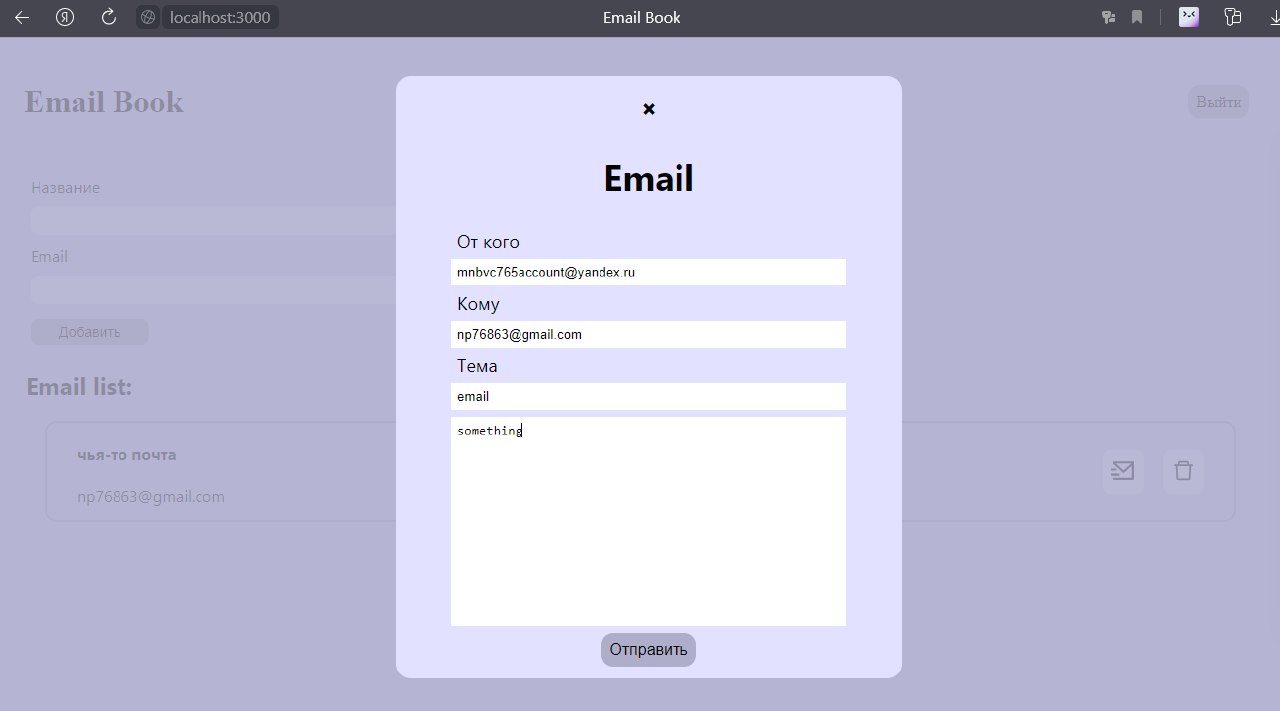 localhost:3000
Email Book
Email Book
Выйти
Название
Email
Добавить
Email list:
чья-то почта
np76863@gmail.com
Email
От кого
mnbvc765account@yandex.ru
Кому
np76863@gmail.com
Тема
email
something
Отправить